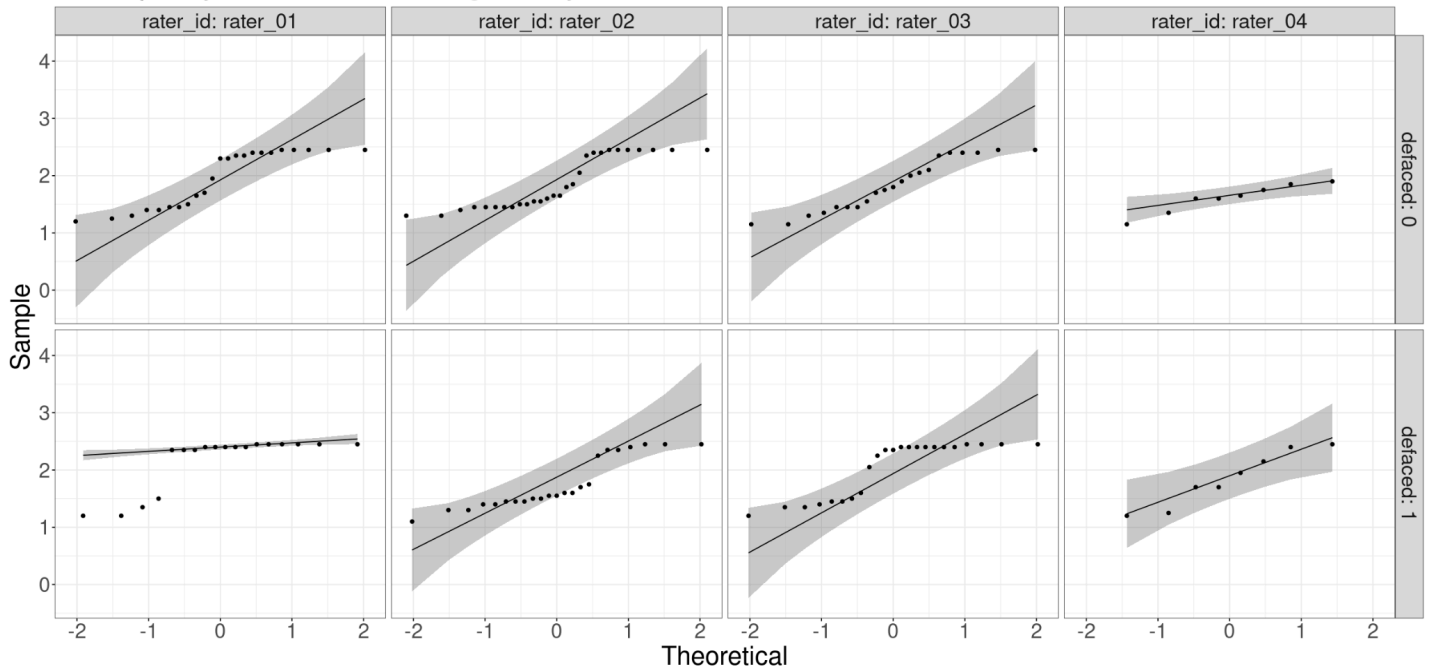 rater_id: rater_01 rater_id: rater_02 rater_id: rater_03 rater_id: rater_04
4
3
2
1
0
defaced: 0
Sample
4
3
2
1
0
defaced: 1
-2 -1 0 1 2 -2 -1 0 1 2 -2 -1 0 1 2 -2 -1 0 1 2
Theoretical